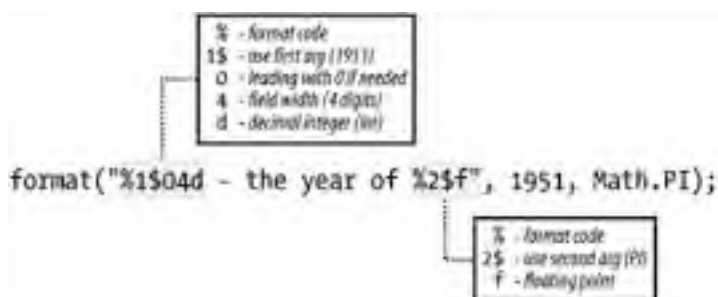 % - format code
1$ - use first arg (1911)
0 - leading with 0 if needed
4 - field width (4 digits)
d - decimal integer (int)
format("%1$04d - the year of %2$f", 1951, Math.PI);
% - format code
2$ - use second arg (PI)
f - floating point